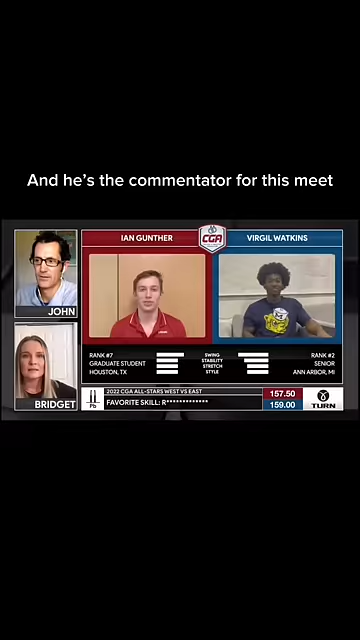 And he's the commentator for this meet
IAN GUNTHER
CGA
VIRGIL WATKINS
JOHN
BRIDGET
RANK #7
GRADUATE STUDENT
HOUSTON, TX
SWING
STABILITY
STRETCH
STYLE
RANK #2
SENIOR
ANN ARBOR, MI
Pb
2022 CGA ALL-STARS WEST VS EAST
FAVORITE SKILL: R*************
157.50
159.00
TURN